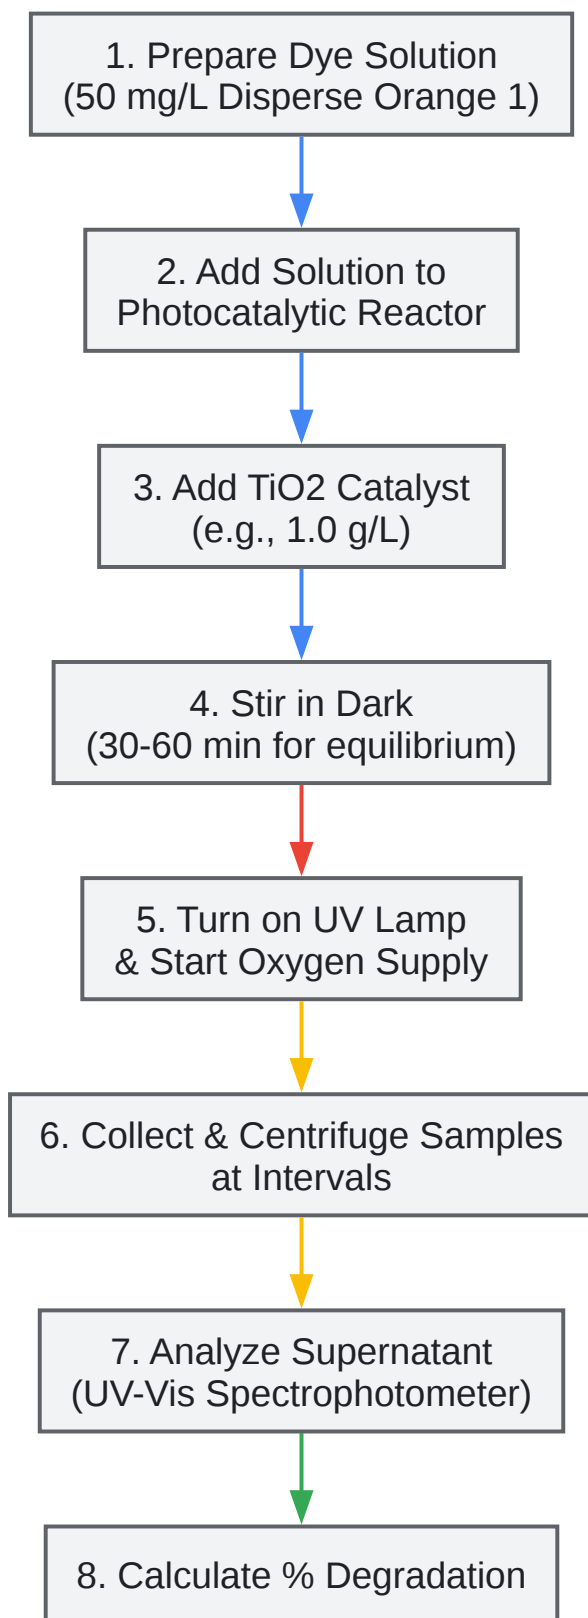 1. Prepare Dye Solution
(50 mg/L Disperse Orange 1)
2. Add Solution to
Photocatalytic Reactor
3. Add TiO2 Catalyst
(e.g., 1.0 g/L)
4. Stir in Dark
(30-60 min for equilibrium)
5. Turn on UV Lamp
& Start Oxygen Supply
6. Collect & Centrifuge Samples
at Intervals
7. Analyze Supernatant
(UV-Vis Spectrophotometer)
8. Calculate % Degradation